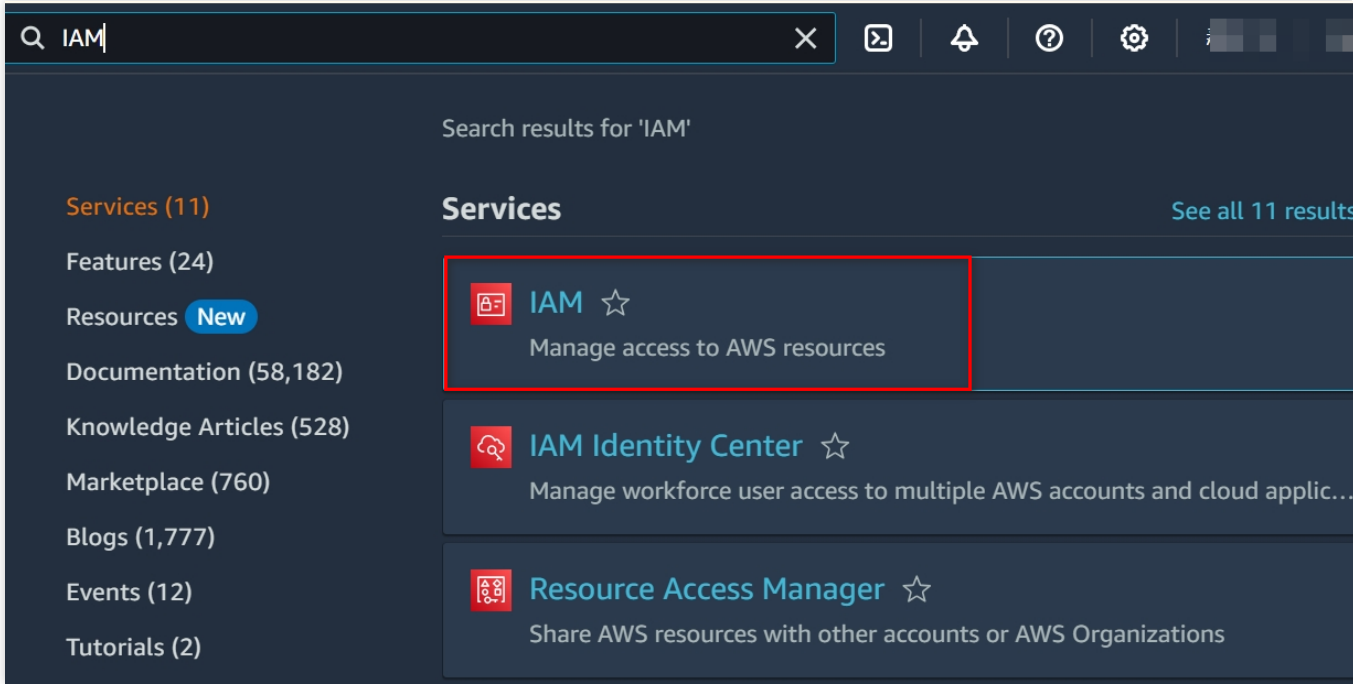 IAM
Search results for 'IAM'
Services (11)
Features (24)
Resources New
Documentation (58,182)
Knowledge Articles (528)
Marketplace (760)
Blogs (1,777)
Events (12)
Tutorials (2)
Services
See all 11 results
IAM
Manage access to AWS resources
IAM Identity Center
Manage workforce user access to multiple AWS accounts and cloud applic...
Resource Access Manager
Share AWS resources with other accounts or AWS Organizations